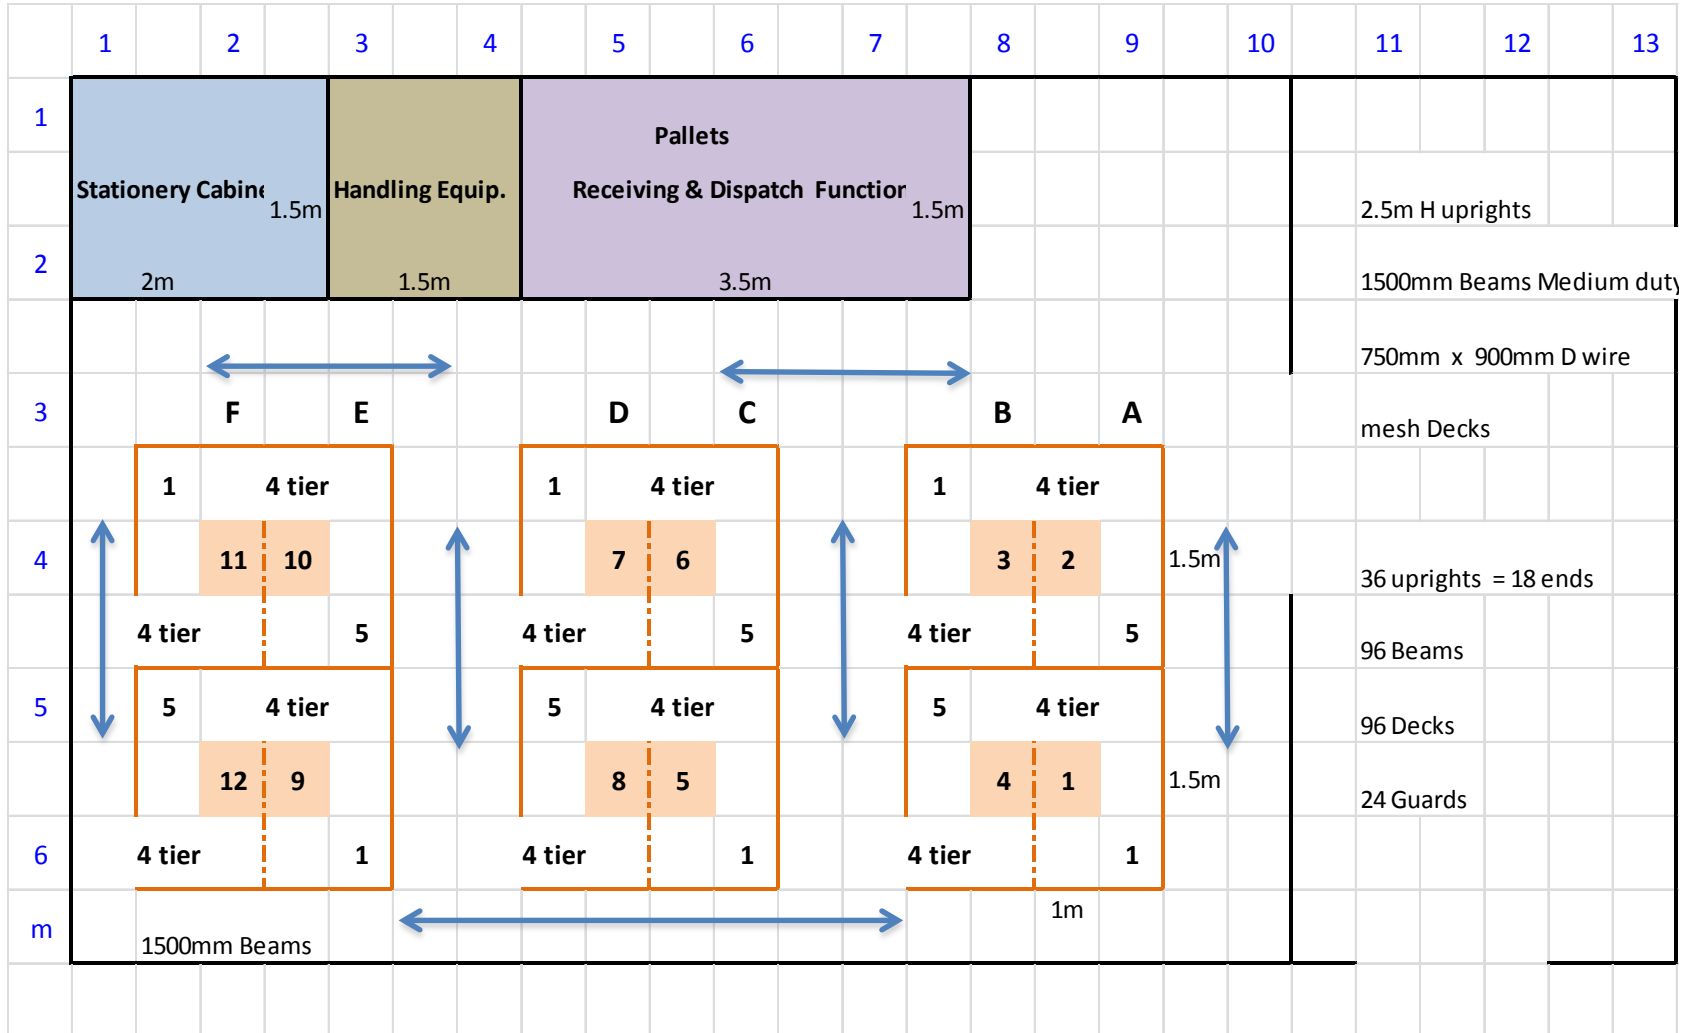 1 2 3 4 5 6 7 8 9 10 11 12 13
1
Pallets
Stationery Cabine 1.5m Handling Equip. Receiving & Dispatch Function 1.5m 2.5m H uprights
2 2m 1.5m 3.5m 1500mm Beams Medium duty
750mm x 900mm D wire
3 F E D C B A mesh Decks
1 4 tier 1 4 tier 1 4 tier
4 11 10 7 6 3 2 1.5m 36 uprights = 18 ends
4 tier 5 4 tier 5 4 tier 5 96 Beams
5 5 4 tier 5 4 tier 5 4 tier 96 Decks
12 9 8 5 4 1 1.5m 24 Guards
6 4 tier 1 4 tier 1 4 tier 1
1m
m 1500mm Beams